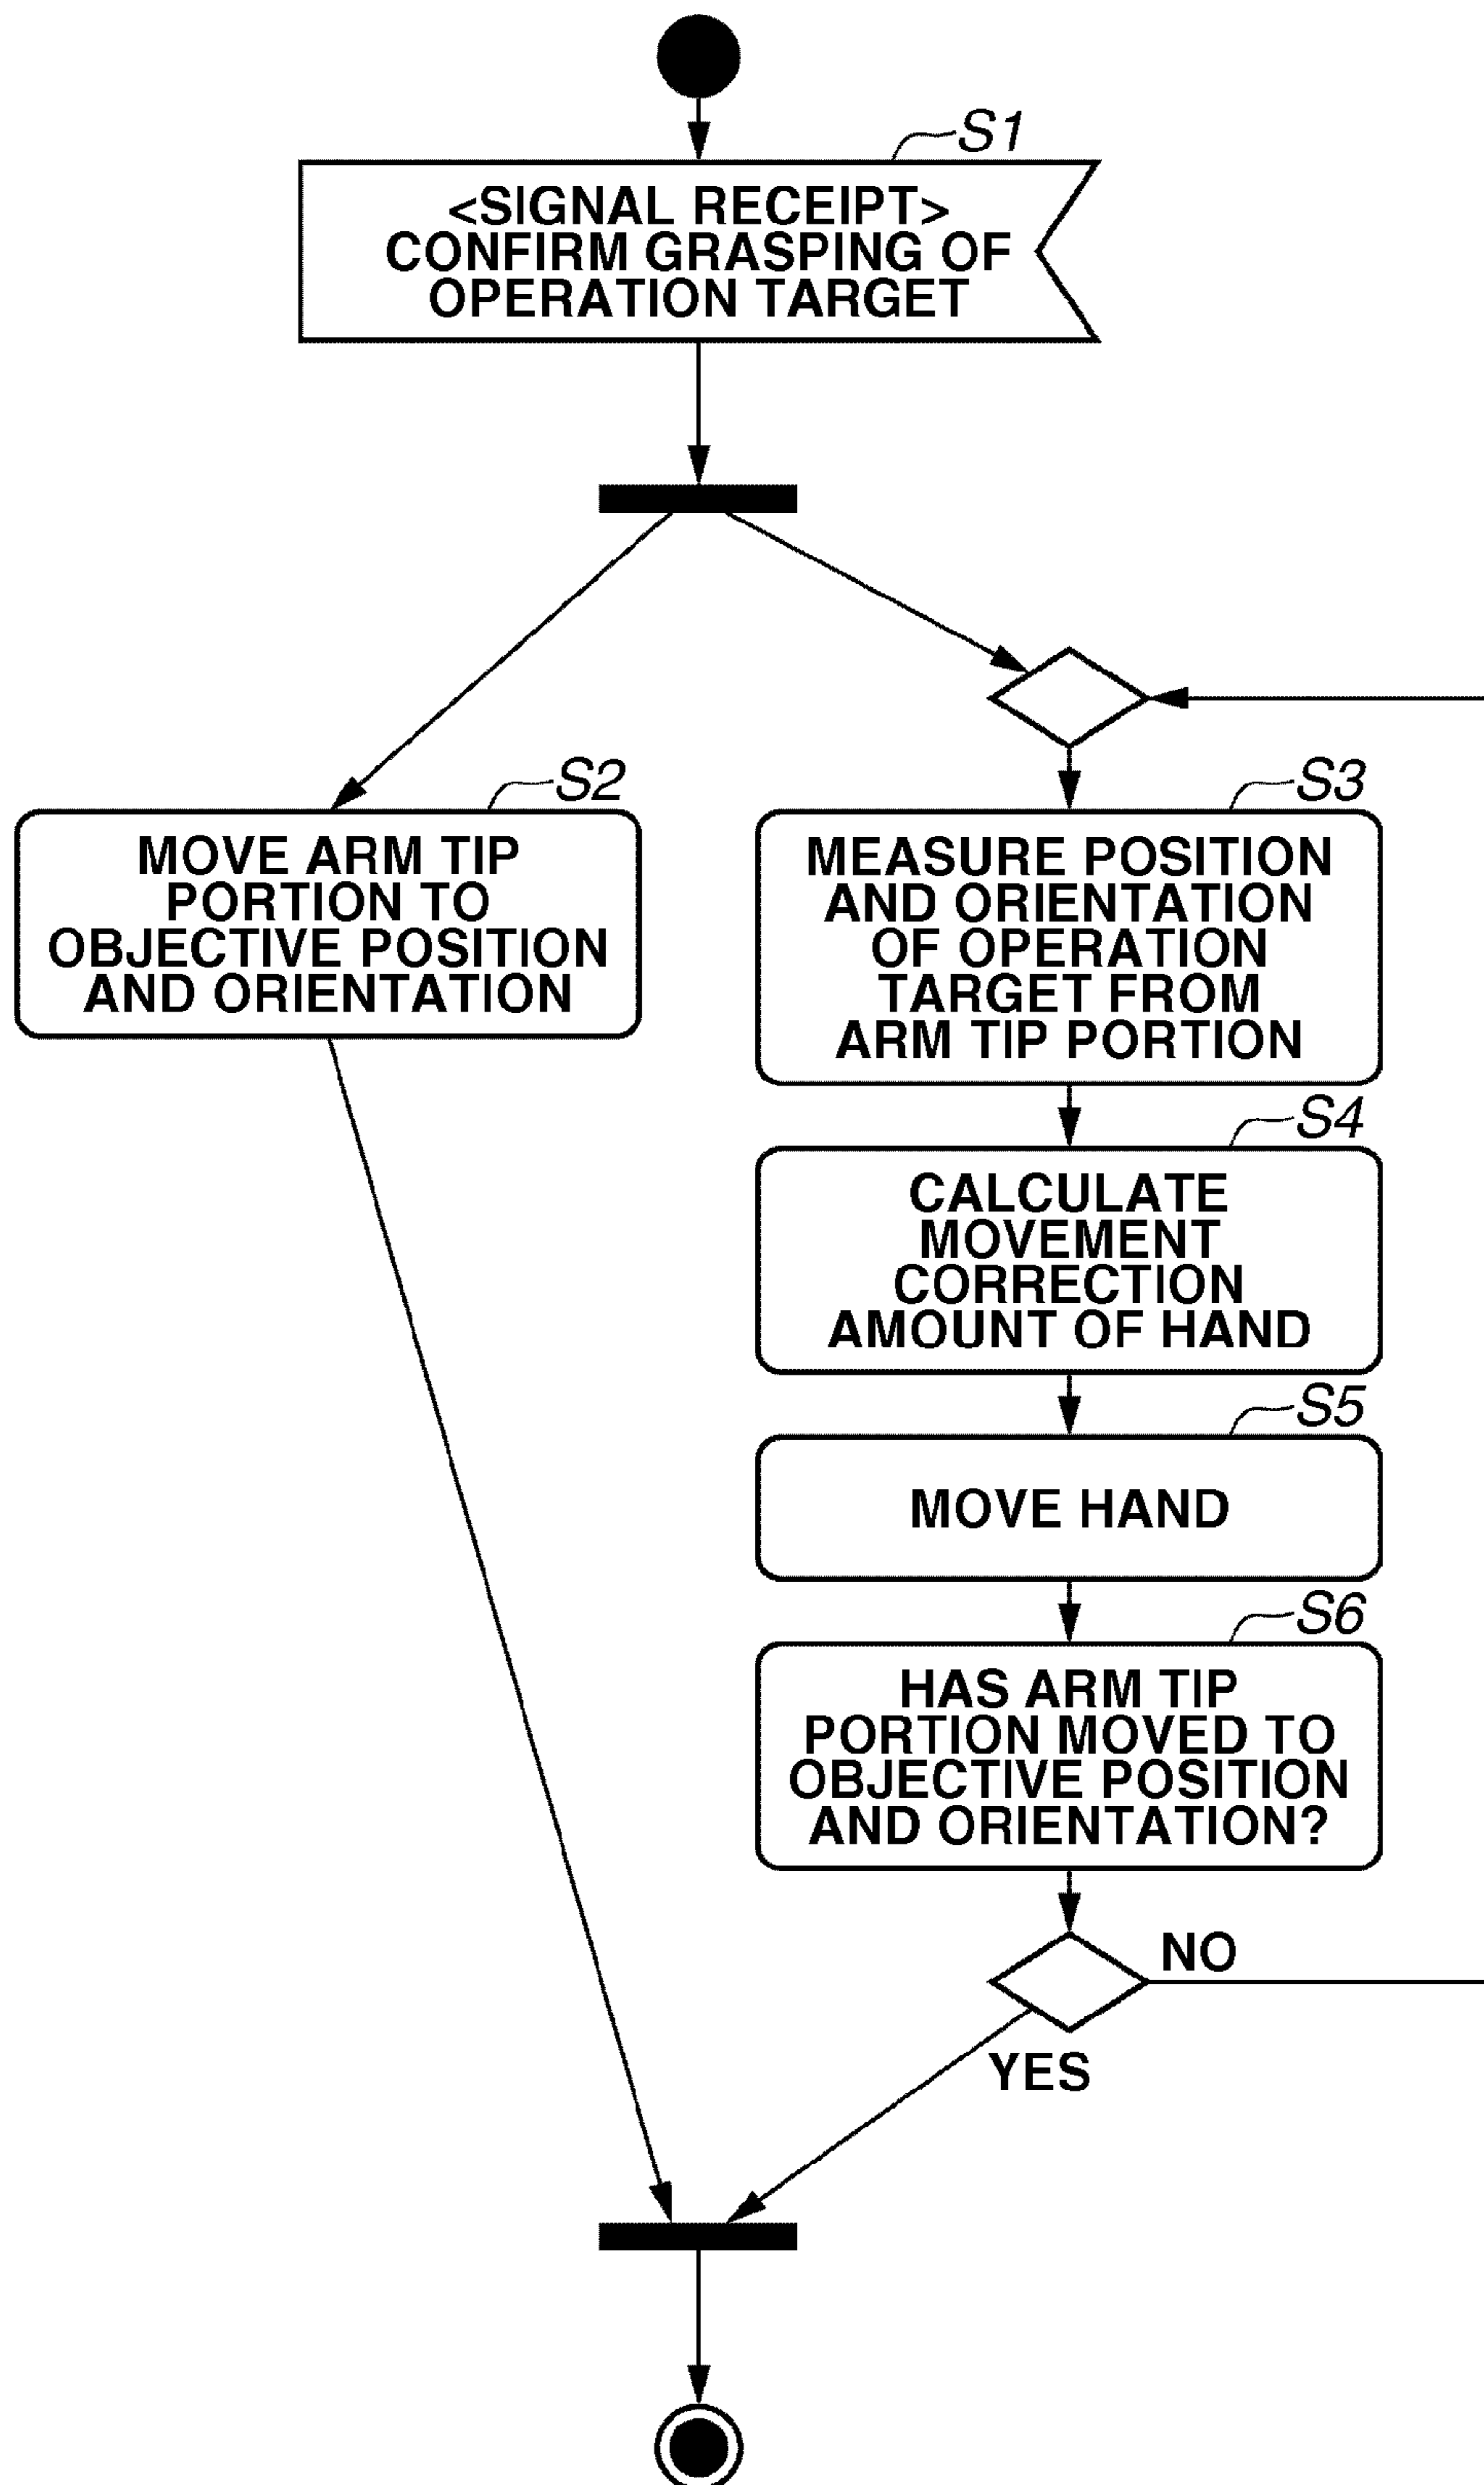 S1
<SIGNAL RECEIPT>
CONFIRM GRASPING OF
OPERATION TARGET
S2
MOVE ARM TIP
PORTION TO
OBJECTIVE POSITION
AND ORIENTATION
S3
MEASURE POSITION
AND ORIENTATION
OF OPERATION
TARGET FROM
ARM TIP PORTION
S4
CALCULATE
MOVEMENT
CORRECTION
AMOUNT OF HAND
S5
MOVE HAND
S6
HAS ARM TIP
PORTION MOVED TO
OBJECTIVE POSITION
AND ORIENTATION?
NO
YES